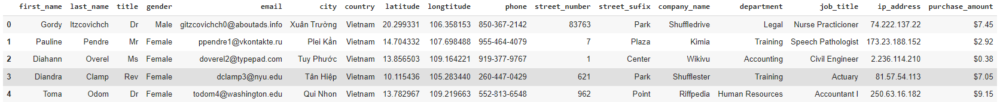 first_name last_name title gender email city country latitude longtitude phone street_number street_sufix company_name department job_title ip_address purchase_amount
0 Gordy Itzcovichch Dr Male gitzcovichch0@aboutads.info Xuân Trường Vietnam 20.299331 106.358153 850-367-2142 83763 Park Shuffledrive Legal Nurse Practicioner 74.222.137.22 $7.45
1 Pauline Pendre Mr Female ppendre1@vkontakte.ru Plei Kần Vietnam 14.704332 107.698488 955-464-4079 7 Plaza Kimia Training Speech Pathologist 173.23.188.152 $2.92
2 Diahann Overel Ms Female doverel2@typepad.com Tuy Phước Vietnam 13.856503 109.164221 919-377-9767 1 Center Wikivu Accounting Civil Engineer 2.236.114.210 $0.38
3 Diandra Clamp Rev Female dclamp3@nyu.edu Tân Hiệp Vietnam 10.115436 105.283440 260-447-0429 621 Park Shufflester Training Actuary 81.57.54.113 $7.05
4 Toma Odom Dr Female todom4@washington.edu Qui Nhon Vietnam 13.782967 109.219663 552-813-6548 962 Point Riffpedia Human Resources Accountant I 250.63.16.182 $9.15